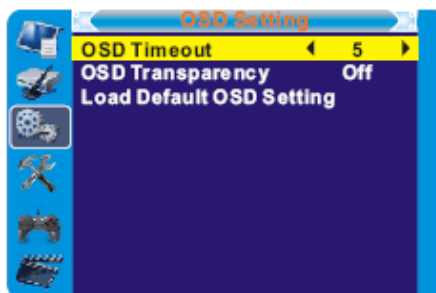 OSD Setting
OSD Timeout 5
OSD Transparency Off
Load Default OSD Setting